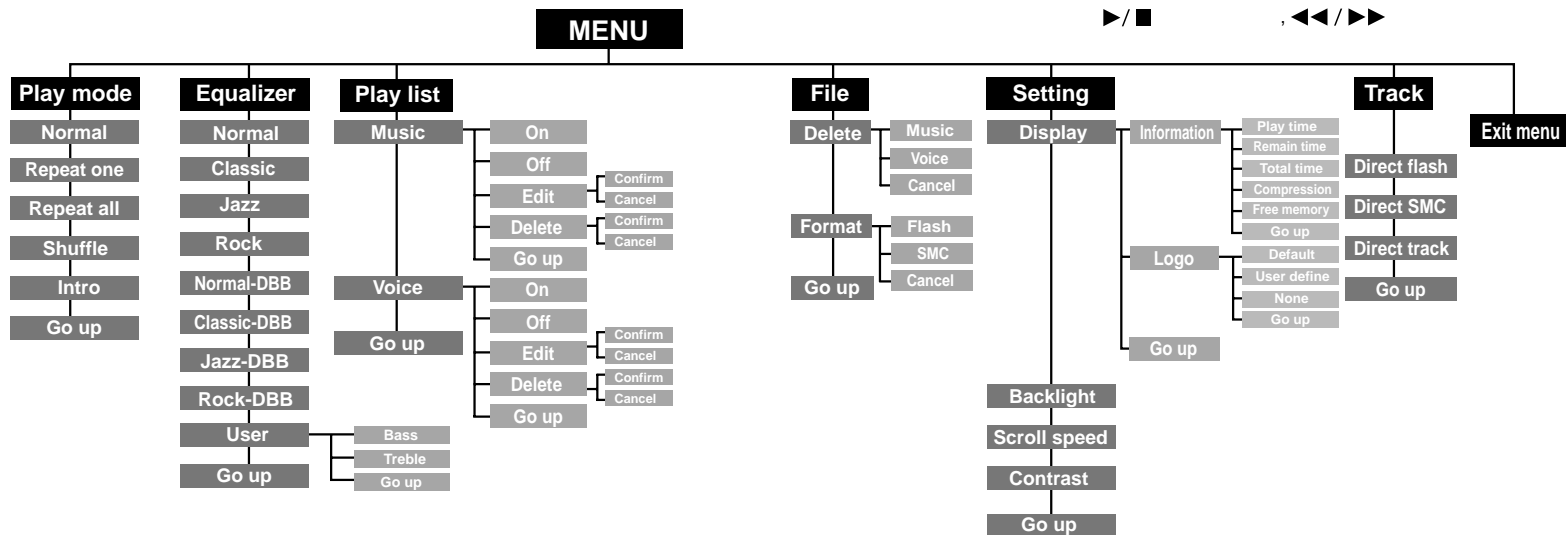 MENU
▶/■ , ◀◀ / ▶▶
Play mode
Normal
Repeat one
Repeat all
Shuffle
Intro
Go up
Equalizer
Normal
Classic
Jazz
Rock
Normal-DBB
Classic-DBB
Jazz-DBB
Rock-DBB
User
Bass
Treble
Go up
Go up
Play list
Music
On
Off
Edit
Confirm
Cancel
Delete
Confirm
Cancel
Go up
Voice
On
Off
Edit
Confirm
Cancel
Delete
Confirm
Cancel
Go up
Go up
File
Delete
Music
Voice
Cancel
Format
Flash
SMC
Cancel
Go up
Setting
Display
Information
Play time
Remain time
Total time
Compression
Free memory
Go up
Logo
Default
User define
None
Go up
Go up
Backlight
Scroll speed
Contrast
Go up
Track
Direct flash
Direct SMC
Direct track
Go up
Exit menu